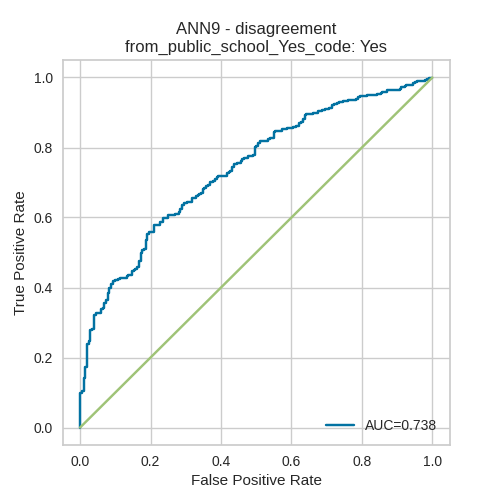 ANN9 - disagreement
from_public_school_Yes_code: Yes
True Positive Rate
1.0
0.8
0.6
0.4
0.2
0.0
AUC=0.738
0.0 0.2 0.4 0.6 0.8 1.0
False Positive Rate